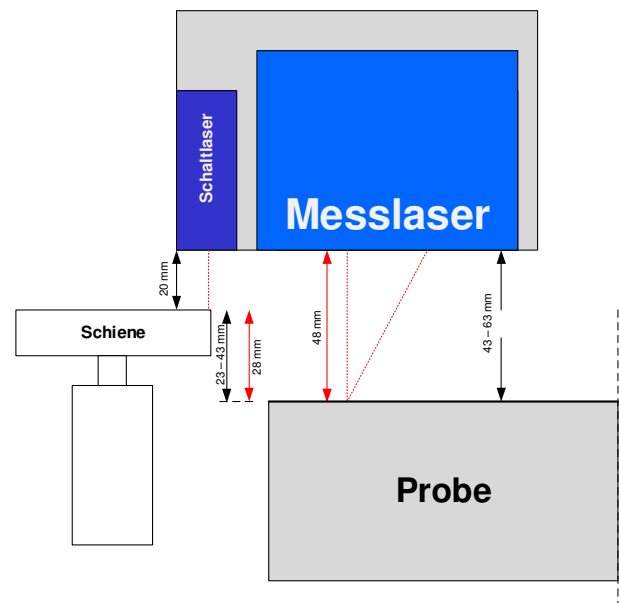 Schaltlaser
Messlaser
20 mm
Schiene
23 – 43 mm
28 mm
48 mm
43 – 63 mm
Probe